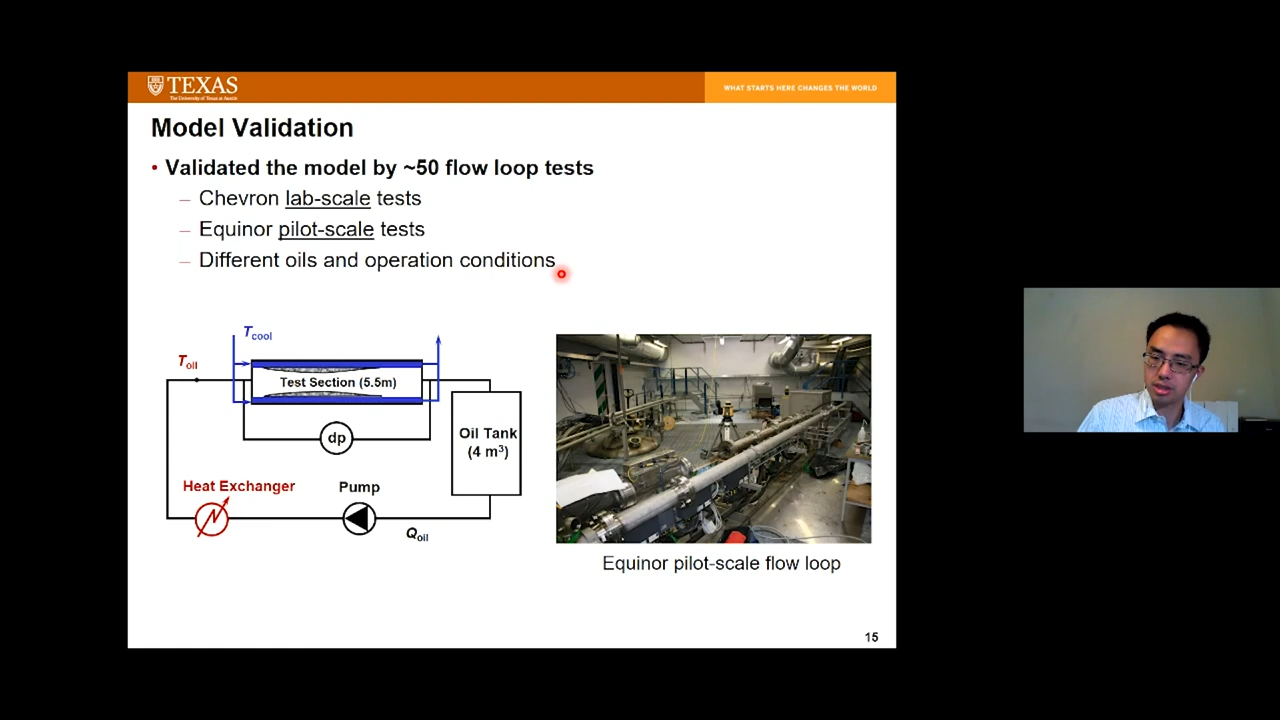 TEXAS
The University of Texas at Austin
WHAT STARTS HERE CHANGES THE WORLD
Model Validation
• Validated the model by ~50 flow loop tests
– Chevron lab-scale tests
– Equinor pilot-scale tests
– Different oils and operation conditions
Tcool
Toil
Test Section (5.5m)
dp
Oil Tank
(4 m³)
Heat Exchanger
Pump
Qoil
Equinor pilot-scale flow loop
15